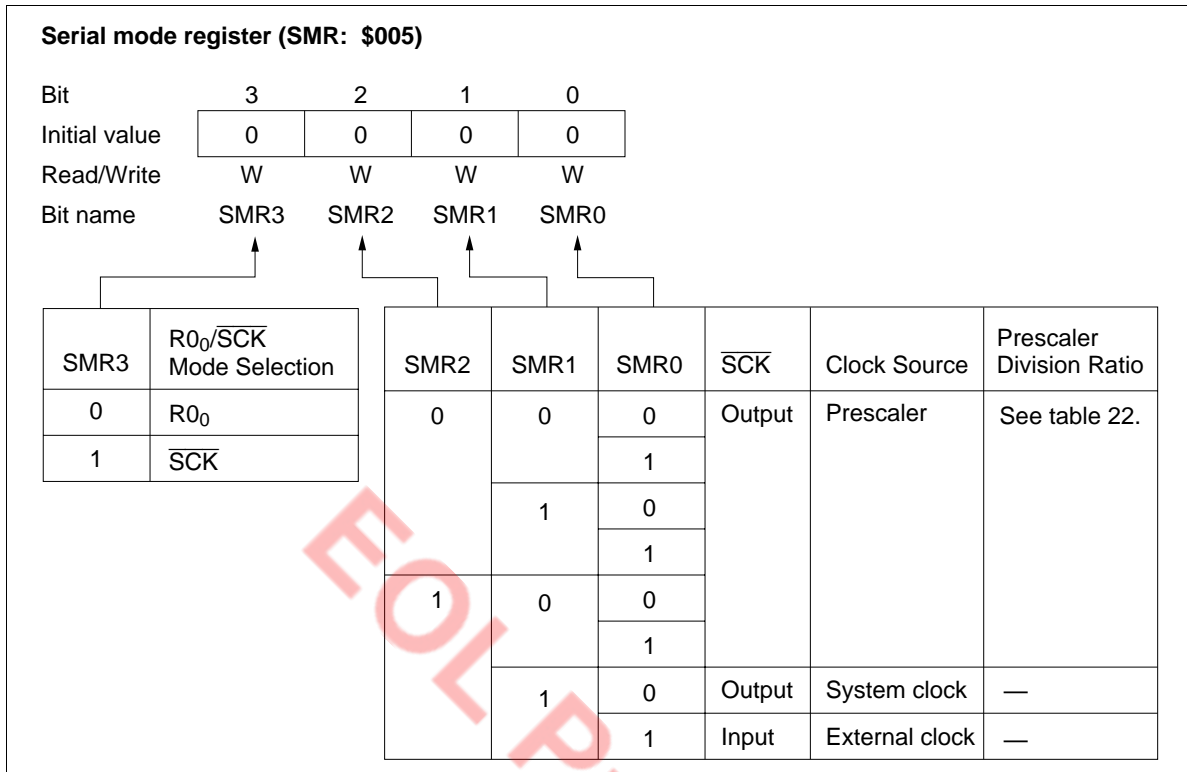 Serial mode register (SMR: $005)
Bit 3 2 1 0
Initial value 0 0 0 0
Read/Write W W W W
Bit name SMR3 SMR2 SMR1 SMR0
SMR3 R0₀/S̅C̅K̅ Mode Selection
0 R0₀
1 S̅C̅K̅
SMR2 SMR1 SMR0 S̅C̅K̅ Clock Source Prescaler Division Ratio
0 0 0 Output Prescaler See table 22.
1
1 0
1
1 0 0
1
1 0 Output System clock —
1 Input External clock —
EOL P